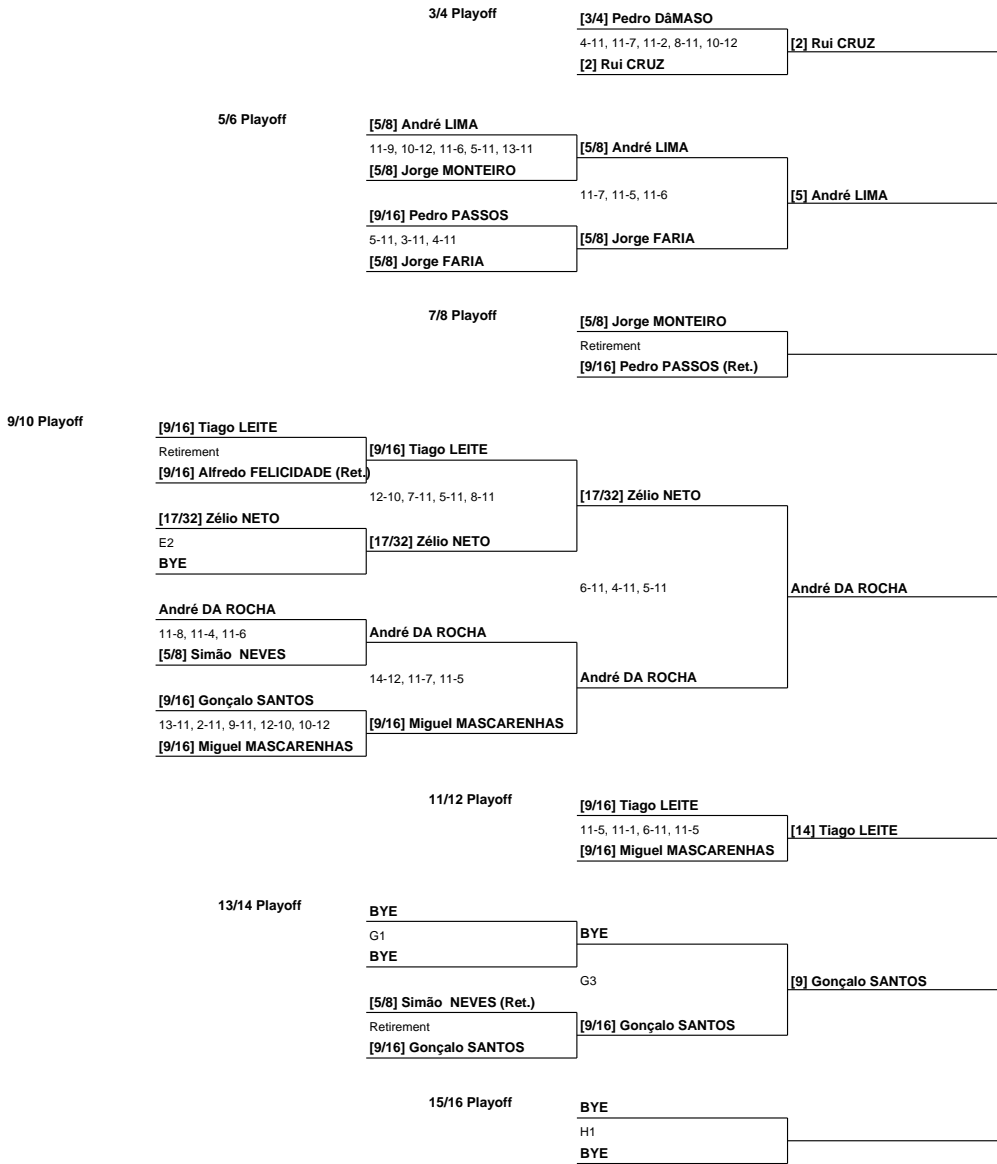 3/4 Playoff
[3/4] Pedro DâMASO
4-11, 11-7, 11-2, 8-11, 10-12
[2] Rui CRUZ
[2] Rui CRUZ
5/6 Playoff
[5/8] André LIMA
11-9, 10-12, 11-6, 5-11, 13-11
[5/8] André LIMA
[5/8] Jorge MONTEIRO
11-7, 11-5, 11-6
[5] André LIMA
[9/16] Pedro PASSOS
5-11, 3-11, 4-11
[5/8] Jorge FARIA
[5/8] Jorge FARIA
7/8 Playoff
[5/8] Jorge MONTEIRO
Retirement
[9/16] Pedro PASSOS (Ret.)
9/10 Playoff
[9/16] Tiago LEITE
Retirement
[9/16] Tiago LEITE
[9/16] Alfredo FELICIDADE (Ret.)
12-10, 7-11, 5-11, 8-11
[17/32] Zélio NETO
[17/32] Zélio NETO
E2
[17/32] Zélio NETO
BYE
6-11, 4-11, 5-11
André DA ROCHA
André DA ROCHA
11-8, 11-4, 11-6
André DA ROCHA
[5/8] Simão  NEVES
14-12, 11-7, 11-5
André DA ROCHA
[9/16] Gonçalo SANTOS
13-11, 2-11, 9-11, 12-10, 10-12
[9/16] Miguel MASCARENHAS
[9/16] Miguel MASCARENHAS
11/12 Playoff
[9/16] Tiago LEITE
11-5, 11-1, 6-11, 11-5
[14] Tiago LEITE
[9/16] Miguel MASCARENHAS
13/14 Playoff
BYE
G1
BYE
BYE
G3
[9] Gonçalo SANTOS
[5/8] Simão  NEVES (Ret.)
Retirement
[9/16] Gonçalo SANTOS
[9/16] Gonçalo SANTOS
15/16 Playoff
BYE
H1
BYE